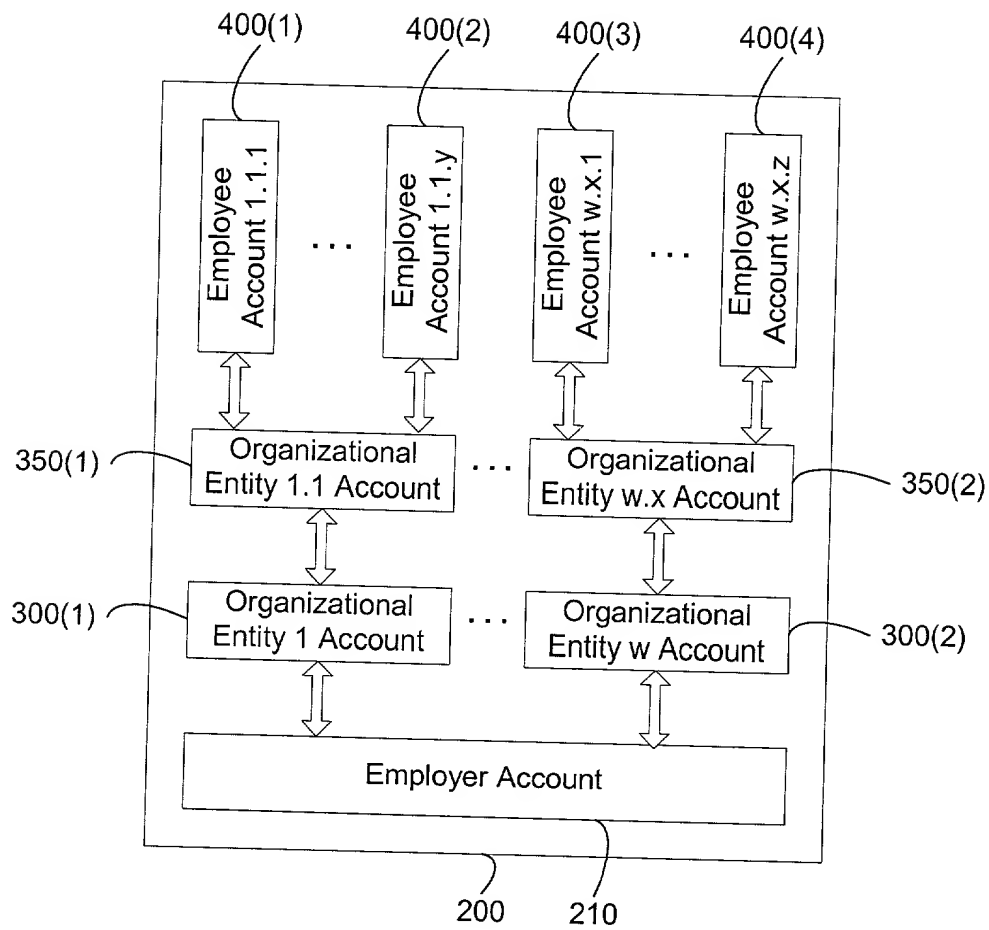 400(1)
400(2)
400(3)
400(4)
Employee
Account 1.1.1
...
Employee
Account 1.1.y
Employee
Account w.x.1
...
Employee
Account w.x.z
350(1)
Organizational
Entity 1.1 Account
...
Organizational
Entity w.x Account
350(2)
300(1)
Organizational
Entity 1 Account
...
Organizational
Entity w Account
300(2)
Employer Account
200
210